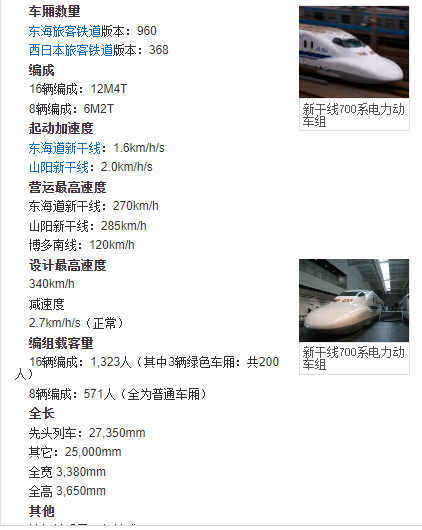 车厢数量
东海旅客铁道版本：960
西日本旅客铁道版本：368
编成
16辆编成：12M4T
8辆编成：6M2T
起动加速度
东海道新干线：1.6km/h/s
山阳新干线：2.0km/h/s
营运最高速度
东海道新干线：270km/h
山阳新干线：285km/h
博多南线：120km/h
设计最高速度
340km/h
减速度
2.7km/h/s（正常）
编组载客量
16辆编成：1,323人（其中3辆绿色车厢：共200
人）
8辆编成：571人（全为普通车厢）
全长
先头列车：27,350mm
其它：25,000mm
全宽 3,380mm
全高 3,650mm
其他
新干线700系电力动
车组
新干线700系电力动
车组